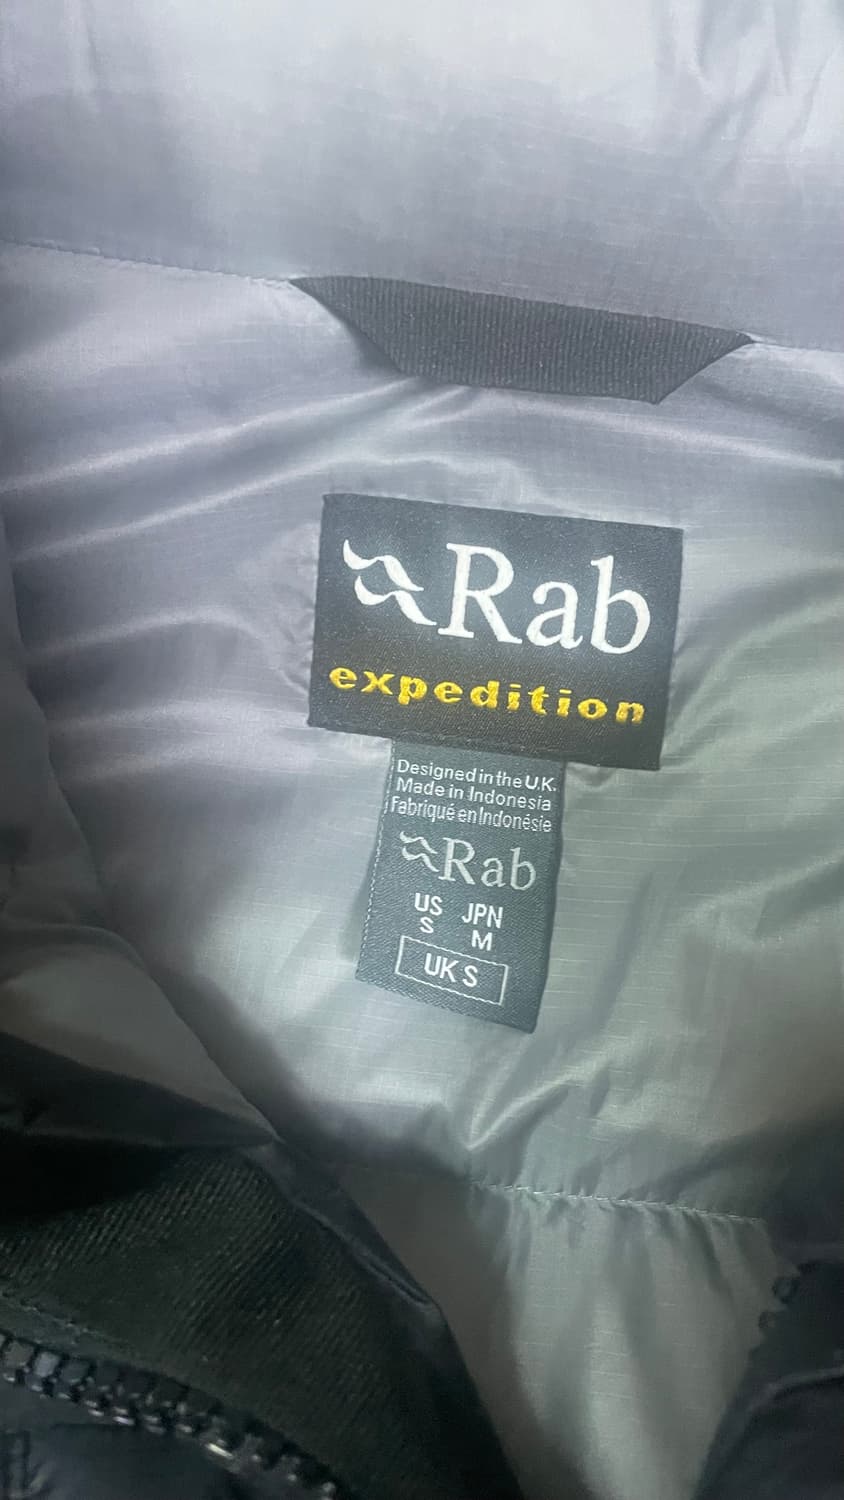 Rab
expedition
Designed in the U.K.
Made in Indonesia
Fabriqué en Indonésie
Rab
US JPN
S M
UK S